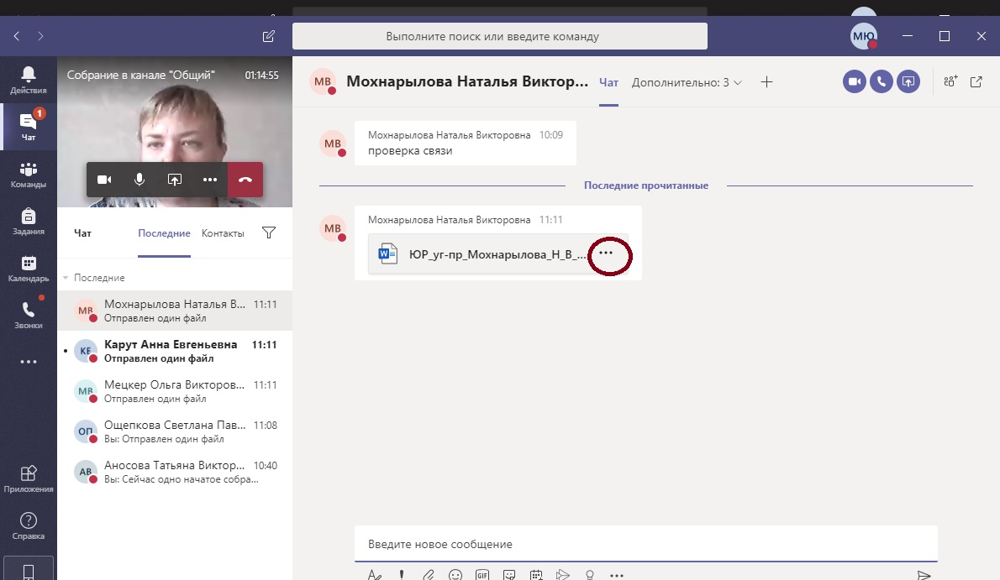 Выполните поиск или введите команду
МЮ
Действия
1
Чат
Команды
Задания
Календарь
Звонки
Приложения
Справка
Собрание в канале "Общий" 01:14:55
Чат Последние Контакты
Последние
МВ Мохнарылова Наталья В... 11:11
Отправлен один файл
КЕ Карут Анна Евгеньевна 11:11
Отправлен один файл
МВ Мецкер Ольга Викторов... 11:11
Отправлен один файл
ОП Ощепкова Светлана Пав... 11:08
Вы: Отправлен один файл
АВ Аносова Татьяна Виктор... 10:40
Вы: Сейчас одно начатое собра...
МВ Мохнарылова Наталья Виктор... Чат Дополнительно: 3
МВ Мохнарылова Наталья Викторовна 10:09
проверка связи
Последние прочитанные
МВ Мохнарылова Наталья Викторовна 11:11
W ЮР_уг-пр_Мохнарылова_Н_В_... ...
Введите новое сообщение
GIF